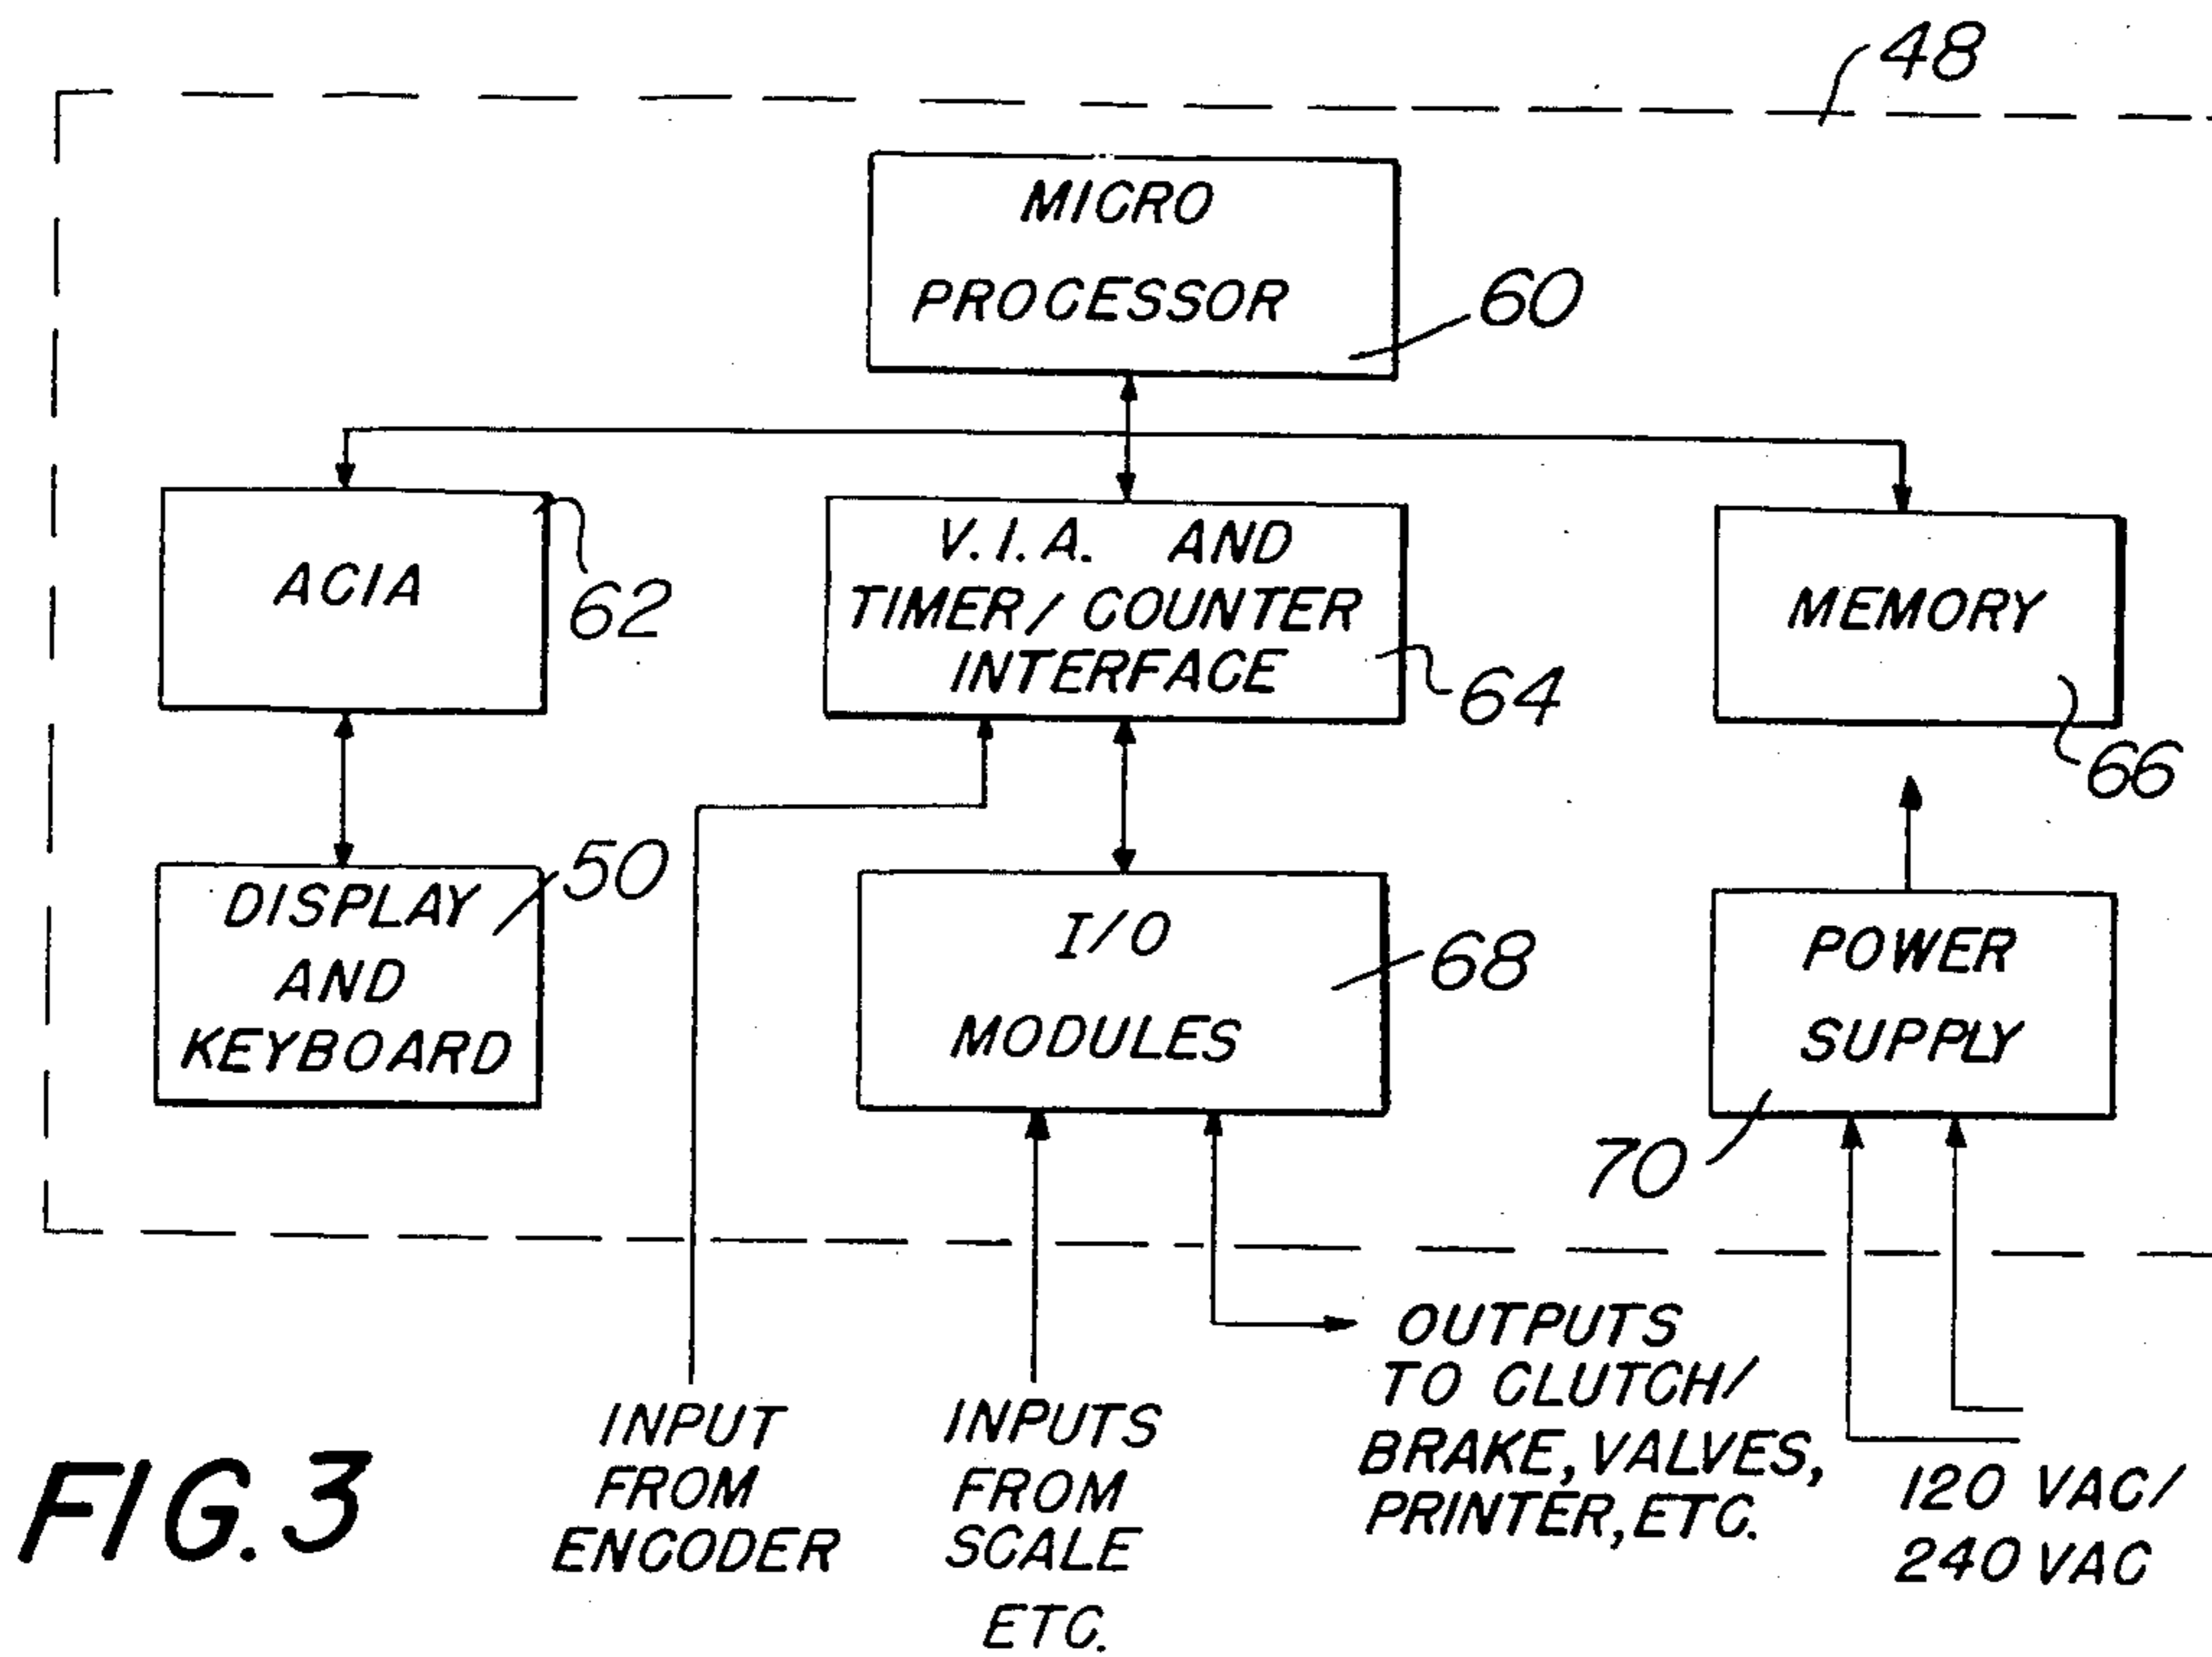 48
MICRO
PROCESSOR
60
ACIA
62
V.I.A. AND
TIMER/COUNTER
INTERFACE
64
MEMORY
66
DISPLAY
AND
KEYBOARD
50
I/O
MODULES
68
POWER
SUPPLY
70
INPUT
FROM
ENCODER
INPUTS
FROM
SCALE
ETC.
OUTPUTS
TO CLUTCH/
BRAKE, VALVES,
PRINTER, ETC.
120 VAC/
240 VAC
FIG. 3